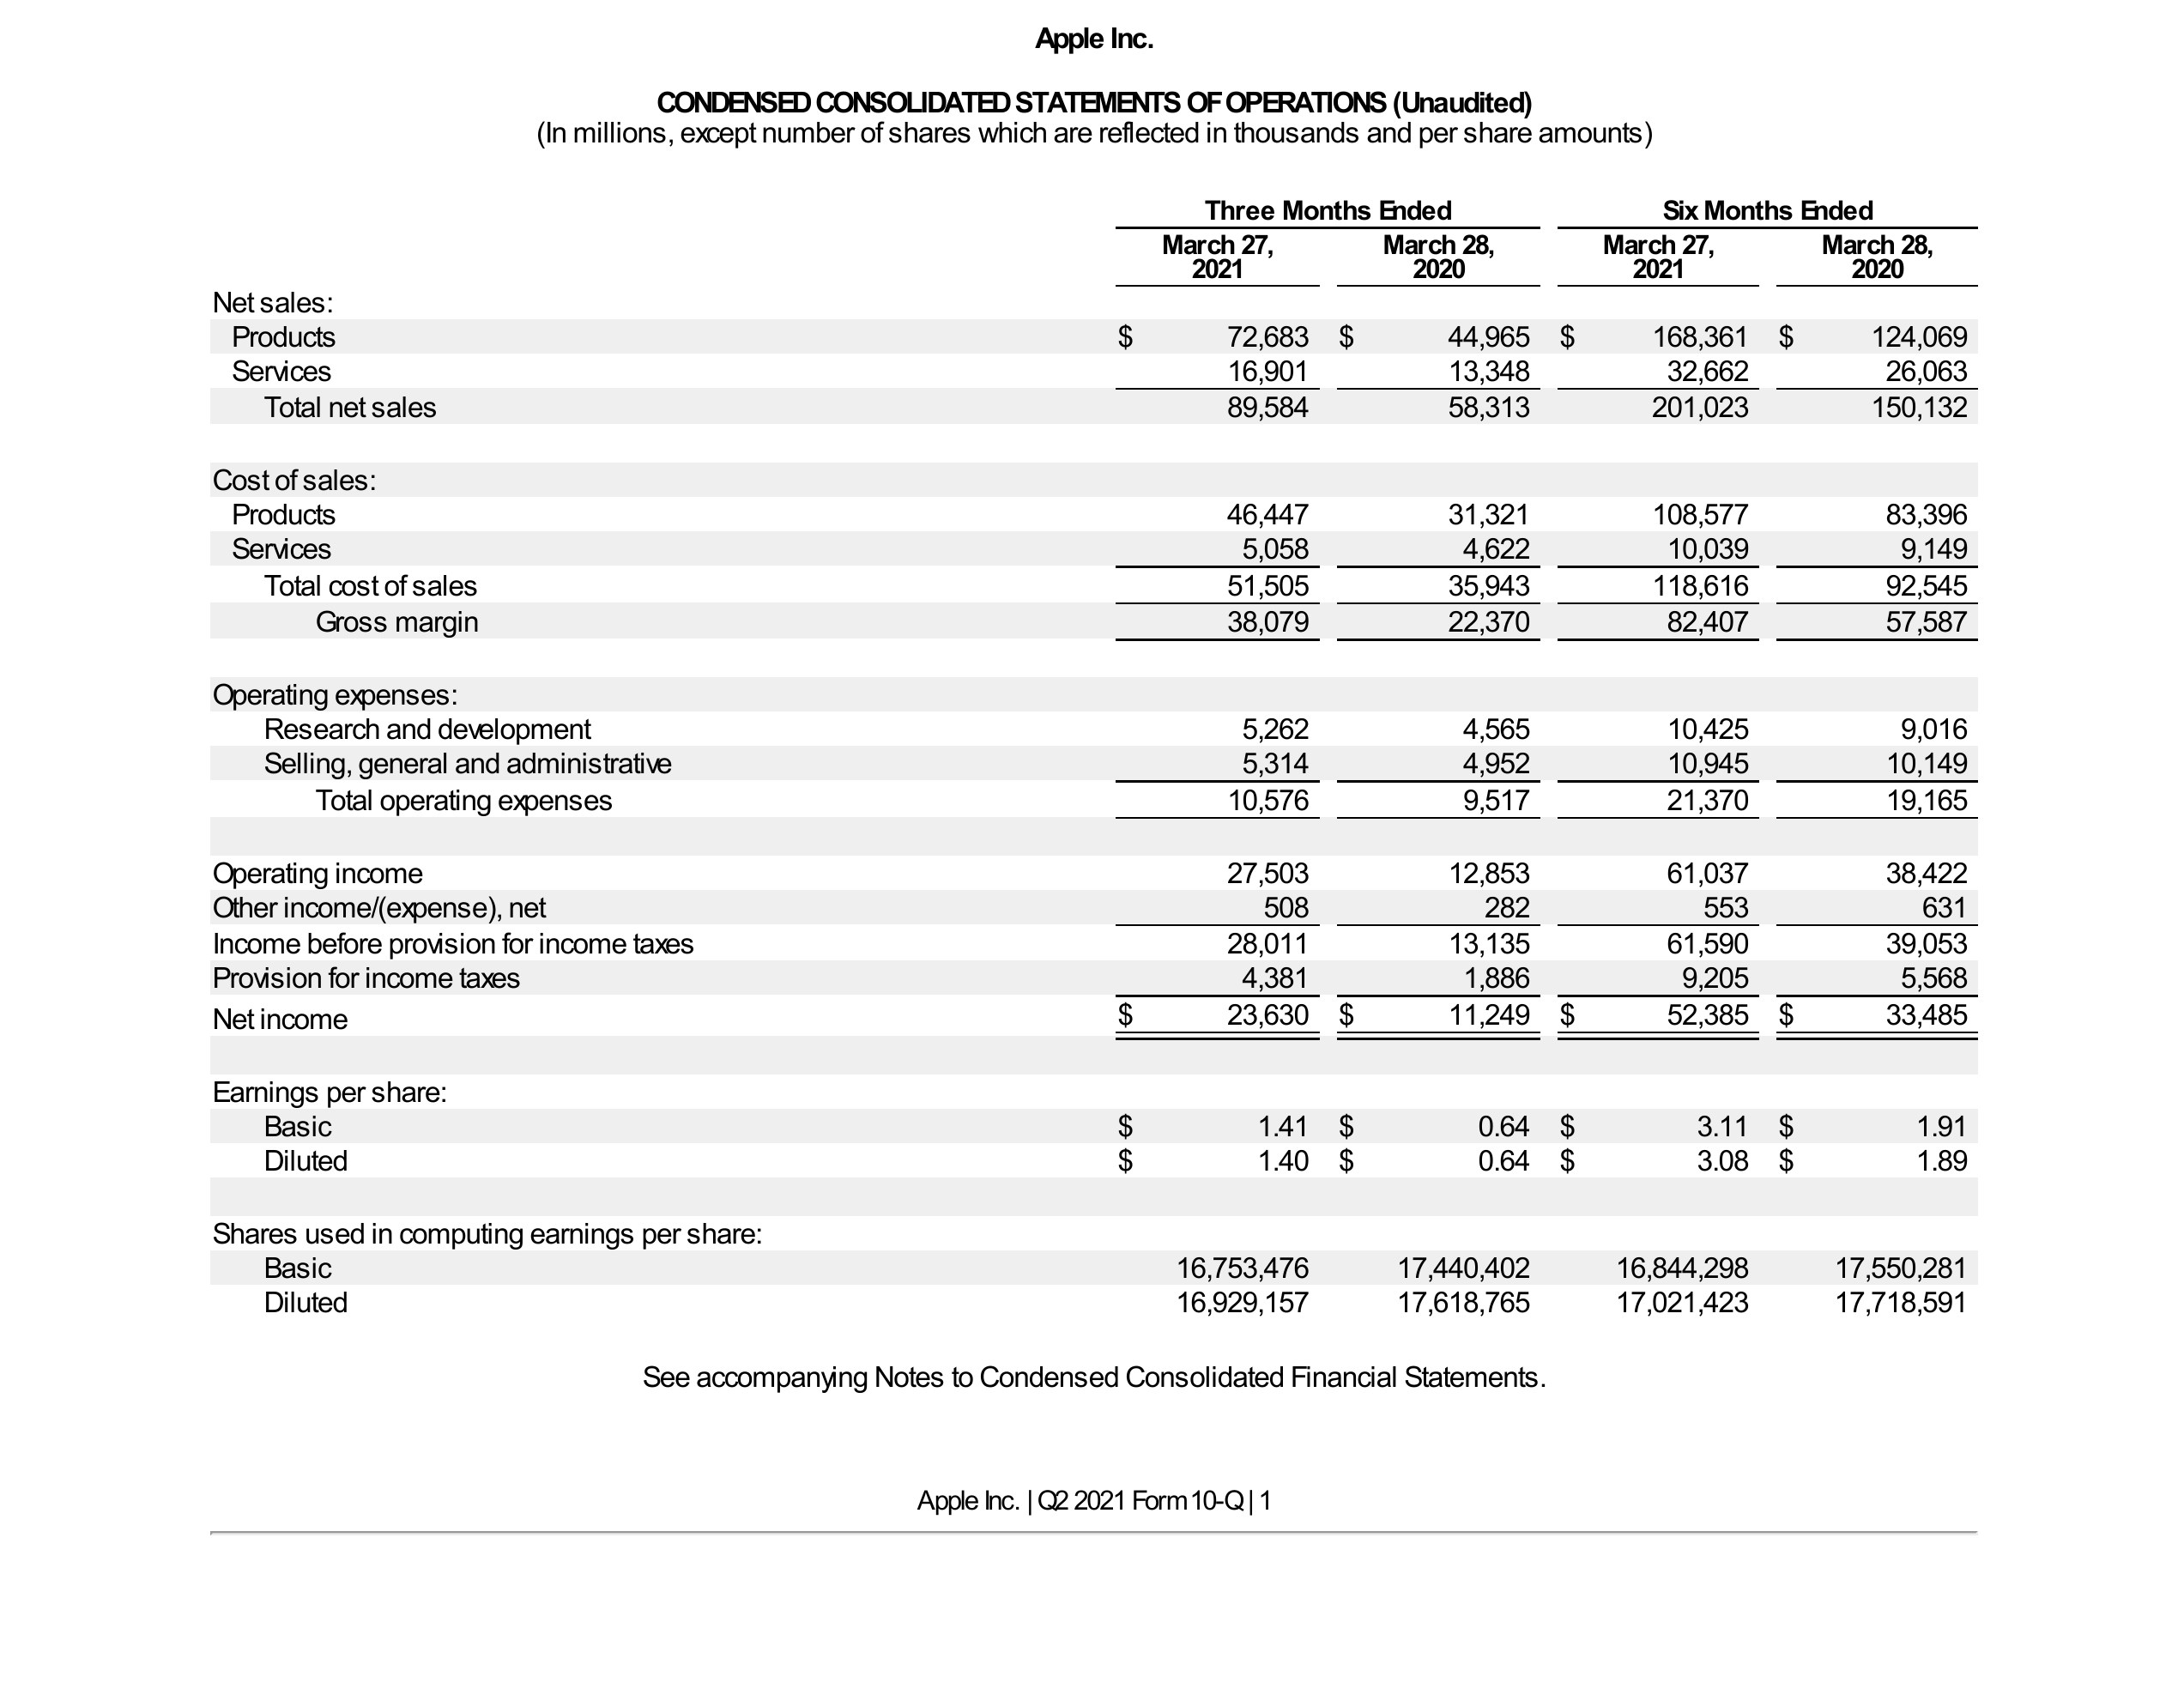 Apple Inc.
CONDENSED CONSOLIDATED STATEMENTS OF OPERATIONS (Unaudited)
(In millions, except number of shares which are reflected in thousands and per share amounts)
Three Months Ended Six Months Ended
March 27, 2021 March 28, 2020 March 27, 2021 March 28, 2020
Net sales:
Products $ 72,683 $ 44,965 $ 168,361 $ 124,069
Services 16,901 13,348 32,662 26,063
Total net sales 89,584 58,313 201,023 150,132
Cost of sales:
Products 46,447 31,321 108,577 83,396
Services 5,058 4,622 10,039 9,149
Total cost of sales 51,505 35,943 118,616 92,545
Gross margin 38,079 22,370 82,407 57,587
Operating expenses:
Research and development 5,262 4,565 10,425 9,016
Selling, general and administrative 5,314 4,952 10,945 10,149
Total operating expenses 10,576 9,517 21,370 19,165
Operating income 27,503 12,853 61,037 38,422
Other income/(expense), net 508 282 553 631
Income before provision for income taxes 28,011 13,135 61,590 39,053
Provision for income taxes 4,381 1,886 9,205 5,568
Net income $ 23,630 $ 11,249 $ 52,385 $ 33,485
Earnings per share:
Basic $ 1.41 $ 0.64 $ 3.11 $ 1.91
Diluted $ 1.40 $ 0.64 $ 3.08 $ 1.89
Shares used in computing earnings per share:
Basic 16,753,476 17,440,402 16,844,298 17,550,281
Diluted 16,929,157 17,618,765 17,021,423 17,718,591
See accompanying Notes to Condensed Consolidated Financial Statements.
Apple Inc. | Q2 2021 Form 10-Q | 1